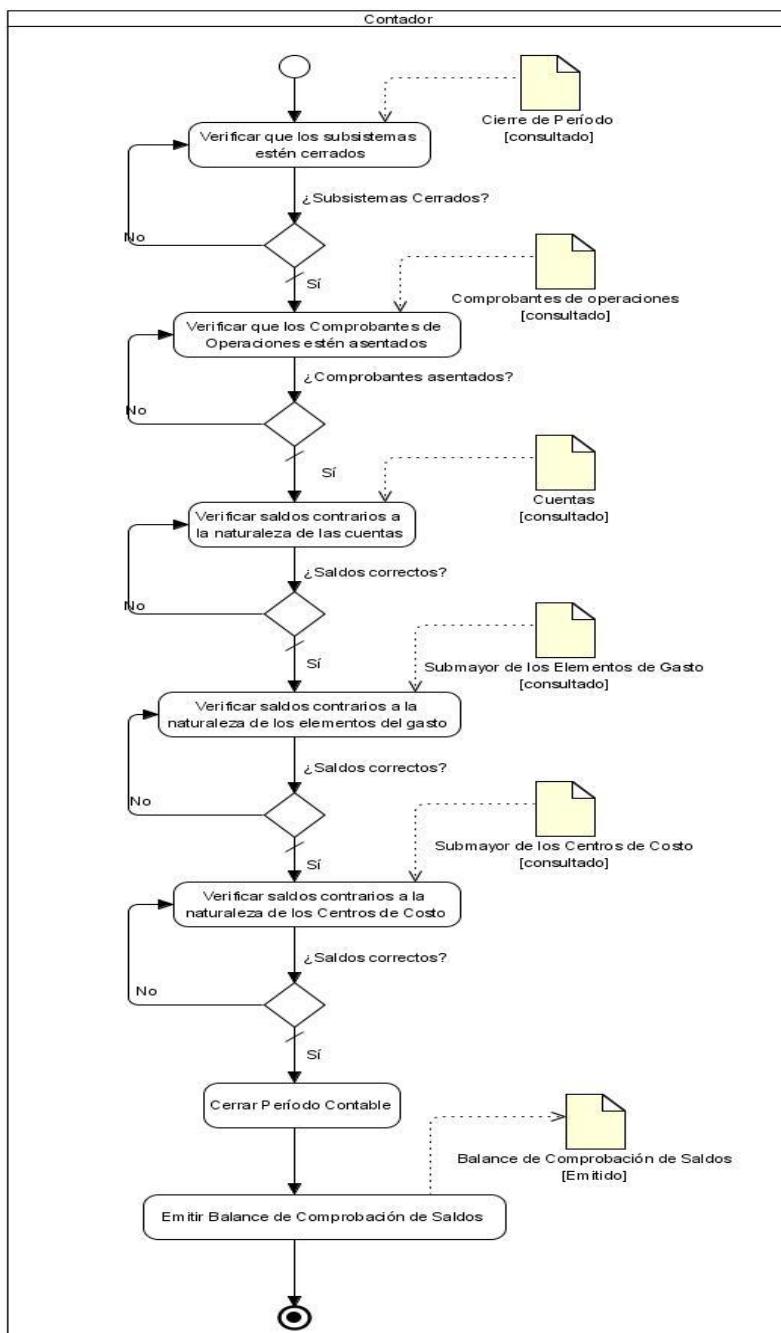 Contador
Cierre de Período
[consultado]
Verificar que los subsistemas
estén cerrados
¿Subsistemas Cerrados?
No
Sí
Comprobantes de operaciones
[consultado]
Verificar que los Comprobantes de
Operaciones estén asentados
¿Comprobantes asentados?
No
Sí
Cuentas
[consultado]
Verificar saldos contrarios a
la naturaleza de las cuentas
¿Saldos correctos?
No
Sí
Submayor de los Elementos de Gasto
[consultado]
Verificar saldos contrarios a la
naturaleza de los elementos del gasto
¿Saldos correctos?
No
Sí
Submayor de los Centros de Costo
[consultado]
Verificar saldos contrarios a la
naturaleza de los Centros de Costo
¿Saldos correctos?
No
Sí
Cerrar Período Contable
Balance de Comprobación de Saldos
[Emitido]
Emitir Balance de Comprobación de Saldos